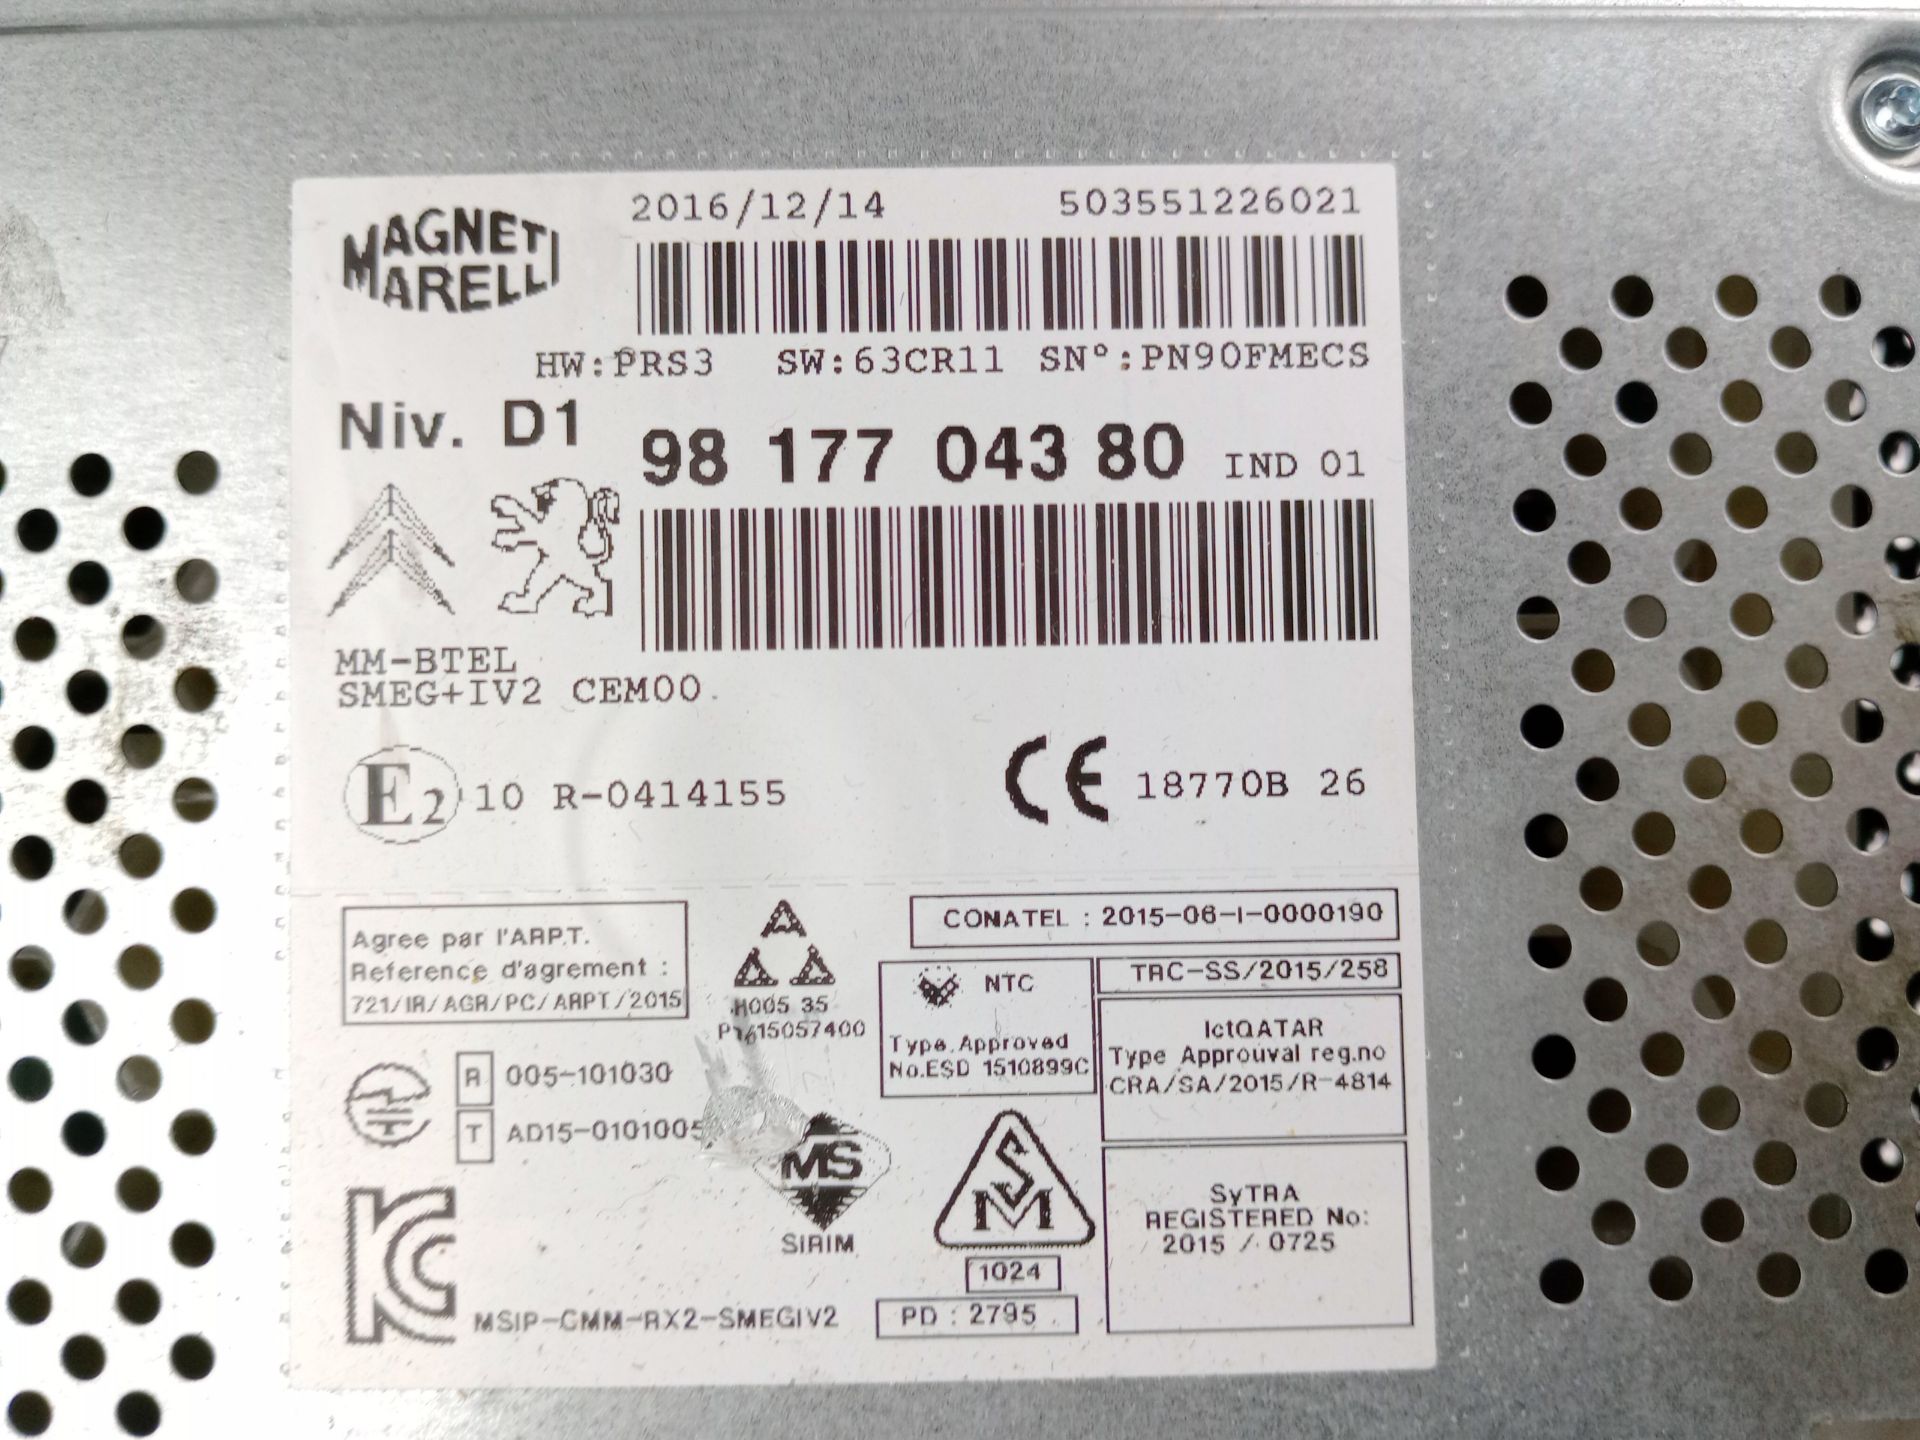 MAGNETI
MARELLI
2016/12/14 503551226021
HW:PRS3 SW:63CR11 SN°:PN90FMECS
Niv. D1
98 177 043 80 IND 01
MM-BTEL
SMEG+IV2 CEM00
E2 10 R-0414155
CE 18770B 26
Agree par l'ARPT.
Reference d'agrement :
721/IR/AGR/PC/ARPT/2015
H005 35
15057400
CONATEL : 2015-06-I-0000190
NTC
Type Approved
No.ESD 1510899C
TRC-SS/2015/258
IctQATAR
Type Approuval reg.no
CRA/SA/2015/R-4814
R 005-101030
T AD15-0101005
MS
SIRIM
SM
1024
PD : 2795
SyTRA
REGISTERED No:
2015 / 0725
KC
MSIP-CMM-RX2-SMEGIV2